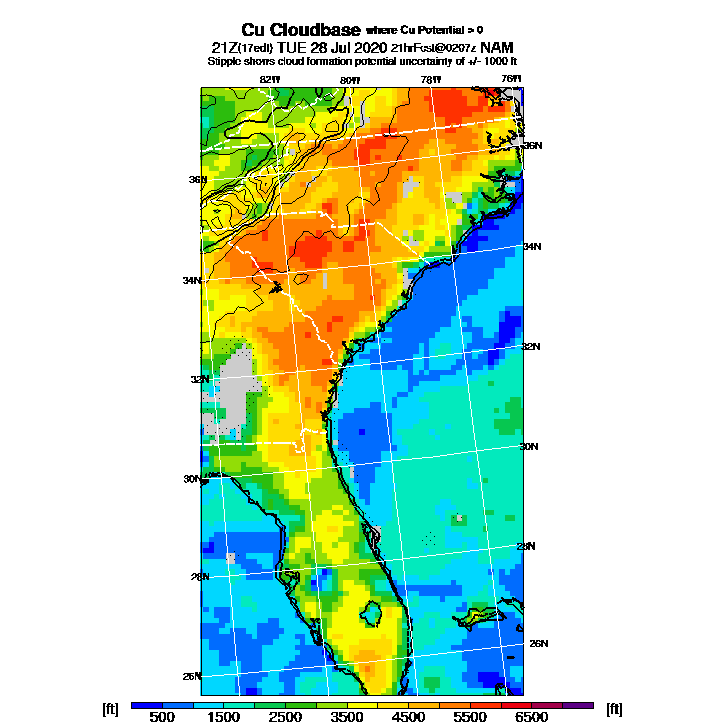 Cu Cloudbase where Cu Potential > 0
21Z(17edt) TUE 28 Jul 2020 21hrFcst@0207z NAM
Stipple shows cloud formation potential uncertainty of +/- 1000 ft
82W 80W 78W 76W
36N
36N
34N
34N
32N
32N
30N
30N
28N
28N
26N
26N
[ft] [ft]
500 1500 2500 3500 4500 5500 6500